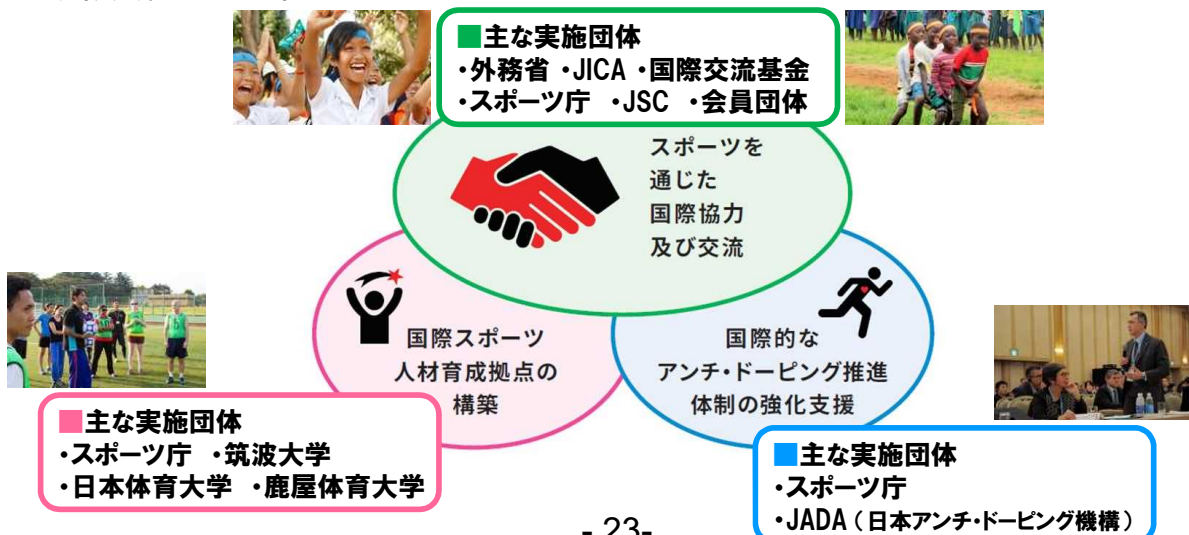 ■主な実施団体
・外務省 ・JICA ・国際交流基金
・スポーツ庁 ・JSC ・会員団体
スポーツを
通じた
国際協力
及び交流
国際スポーツ
人材育成拠点の
構築
国際的な
アンチ・ドーピング推進
体制の強化支援
■主な実施団体
・スポーツ庁 ・筑波大学
・日本体育大学 ・鹿屋体育大学
■主な実施団体
・スポーツ庁
・JADA（日本アンチ・ドーピング機構）
- 23-